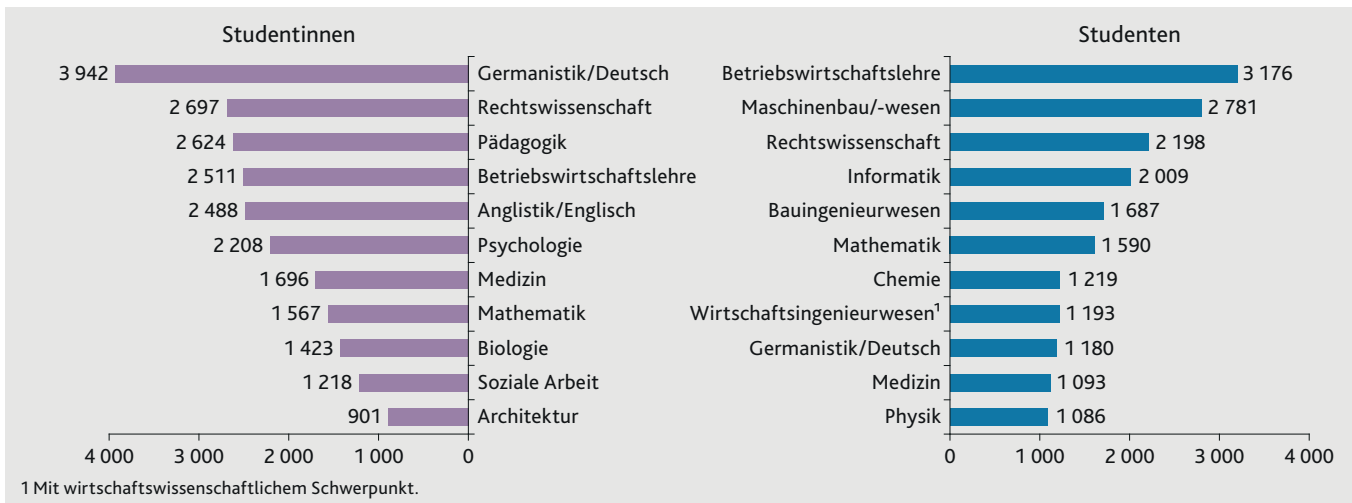 Studentinnen
3 942 Germanistik/Deutsch
2 697 Rechtswissenschaft
2 624 Pädagogik
2 511 Betriebswirtschaftslehre
2 488 Anglistik/Englisch
2 208 Psychologie
1 696 Medizin
1 567 Mathematik
1 423 Biologie
1 218 Soziale Arbeit
901 Architektur
4 000 3 000 2 000 1 000 0
Studenten
Betriebswirtschaftslehre 3 176
Maschinenbau/-wesen 2 781
Rechtswissenschaft 2 198
Informatik 2 009
Bauingenieurwesen 1 687
Mathematik 1 590
Chemie 1 219
Wirtschaftsingenieurwesen¹ 1 193
Germanistik/Deutsch 1 180
Medizin 1 093
Physik 1 086
0 1 000 2 000 3 000 4 000
1 Mit wirtschaftswissenschaftlichem Schwerpunkt.